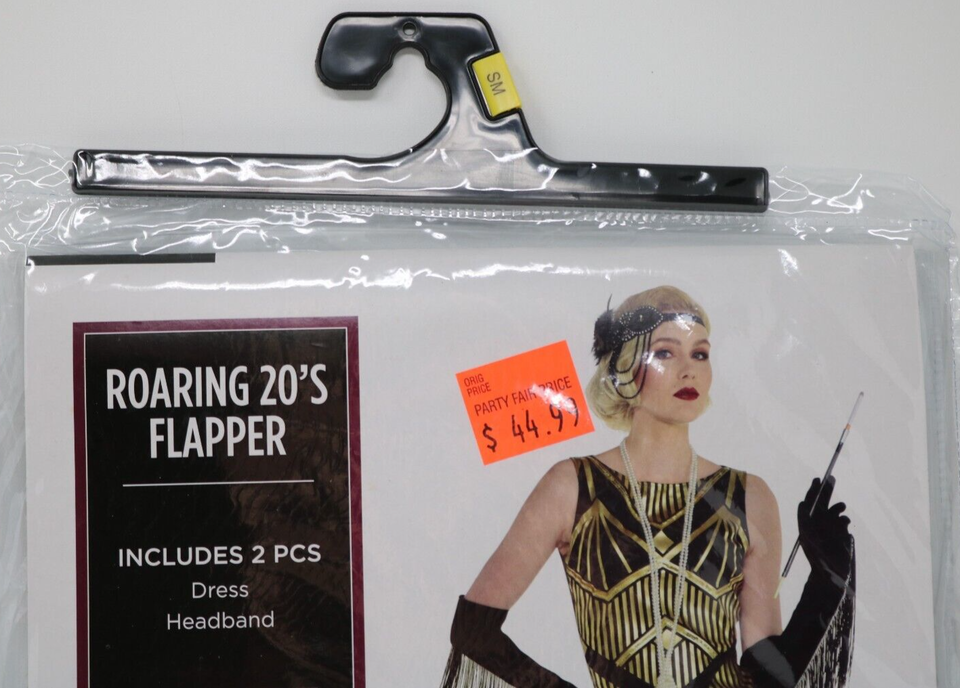 SM
ROARING 20'S
FLAPPER
INCLUDES 2 PCS
Dress
Headband
ORIG
PRICE
PARTY FAIR PRICE
$ 44.99